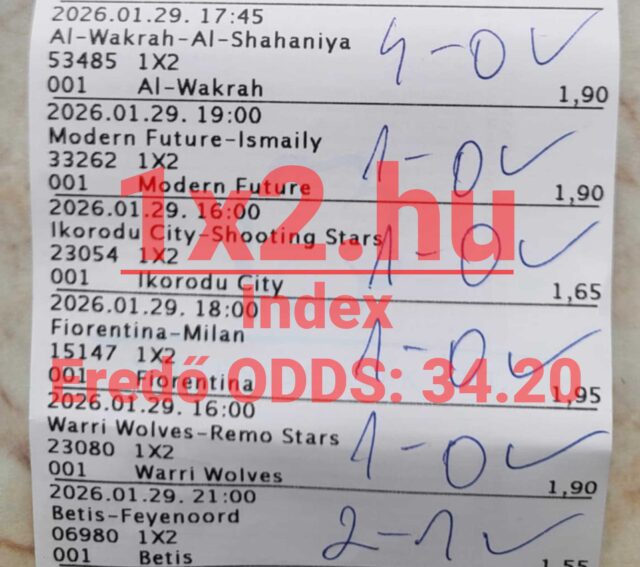 2026.01.29. 17:45
Al-Wakrah-Al-Shahaniya 4-0
53485 1X2
001 Al-Wakrah 1,90
2026.01.29. 19:00
Modern Future-Ismaily 1-0
33262 1X2
001 Modern Future 1,90
2026.01.29. 16:00
Ikorodu City-Shooting Stars 1-0
23054 1X2
001 Ikorodu City 1,65
2026.01.29. 18:00
Fiorentina-Milan 1-0
15147 1X2
001 Fiorentina 1,95
2026.01.29. 16:00
Warri Wolves-Remo Stars 1-0
23080 1X2
001 Warri Wolves 1,90
2026.01.29. 21:00
Betis-Feyenoord 2-1
06980 1X2
001 Betis 1,55
1x2.hu
Index
Eredő ODDS: 34.20